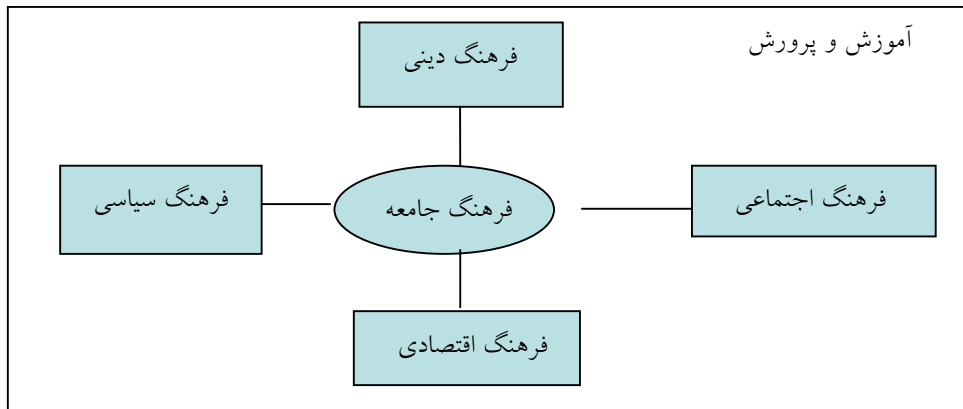 آموزش و پرورش
فرهنگ دینی
فرهنگ اجتماعی
فرهنگ جامعه
فرهنگ سیاسی
فرهنگ اقتصادی